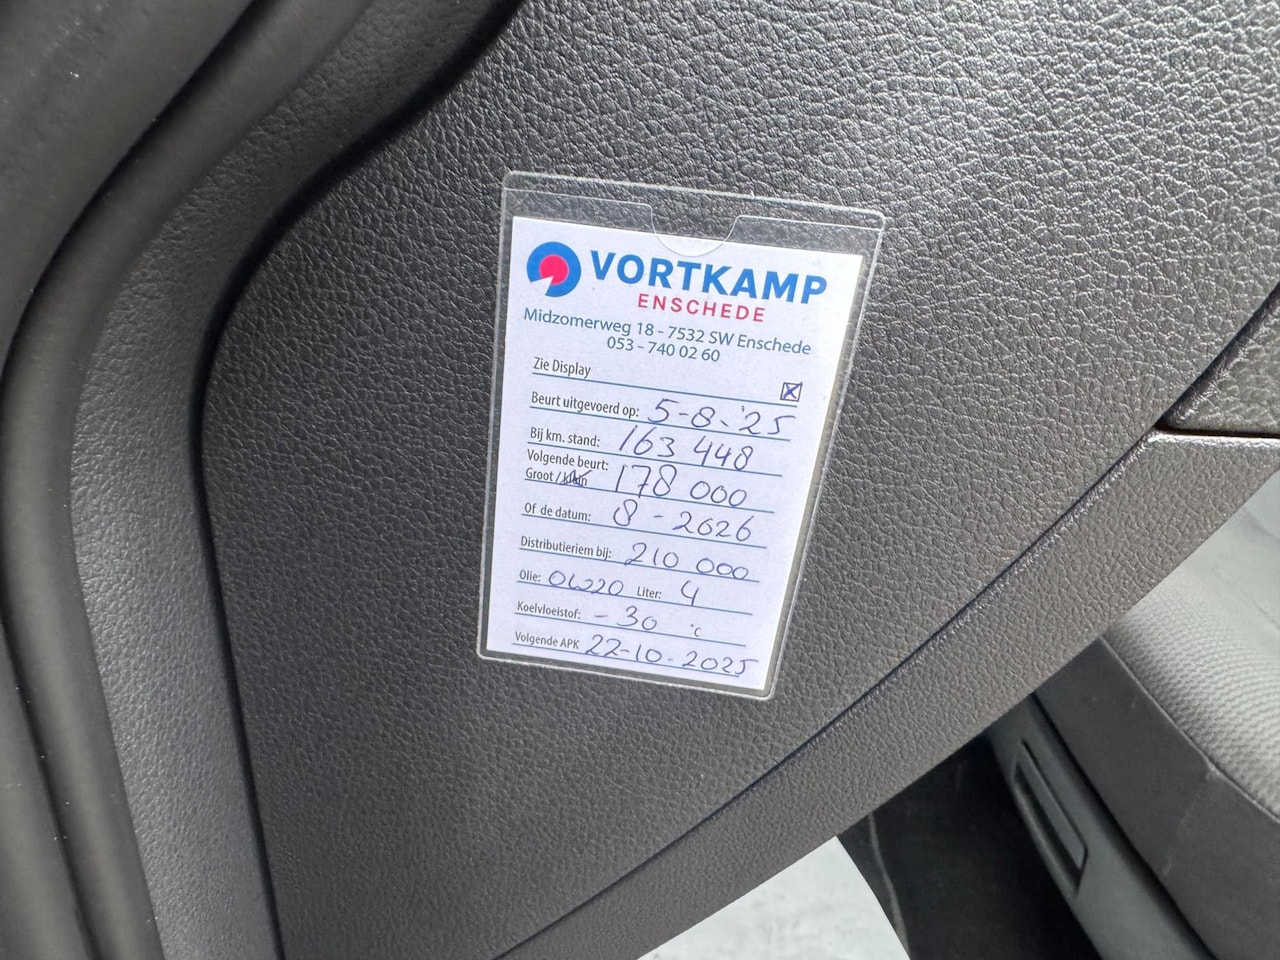 VORTKAMP
ENSCHEDE
Midzomerweg 18 - 7532 SW Enschede
053 - 740 02 60
Zie Display
Beurt uitgevoerd op: 5-8-'25
Bij km. stand: 163 448
Volgende beurt:
Groot / klein 178 000
Of de datum: 8 - 2026
Distributieriem bij: 210 000
Olie: 0W20 Liter: 4
Koelvloeistof: - 30 °C
Volgende APK 22-10-2025